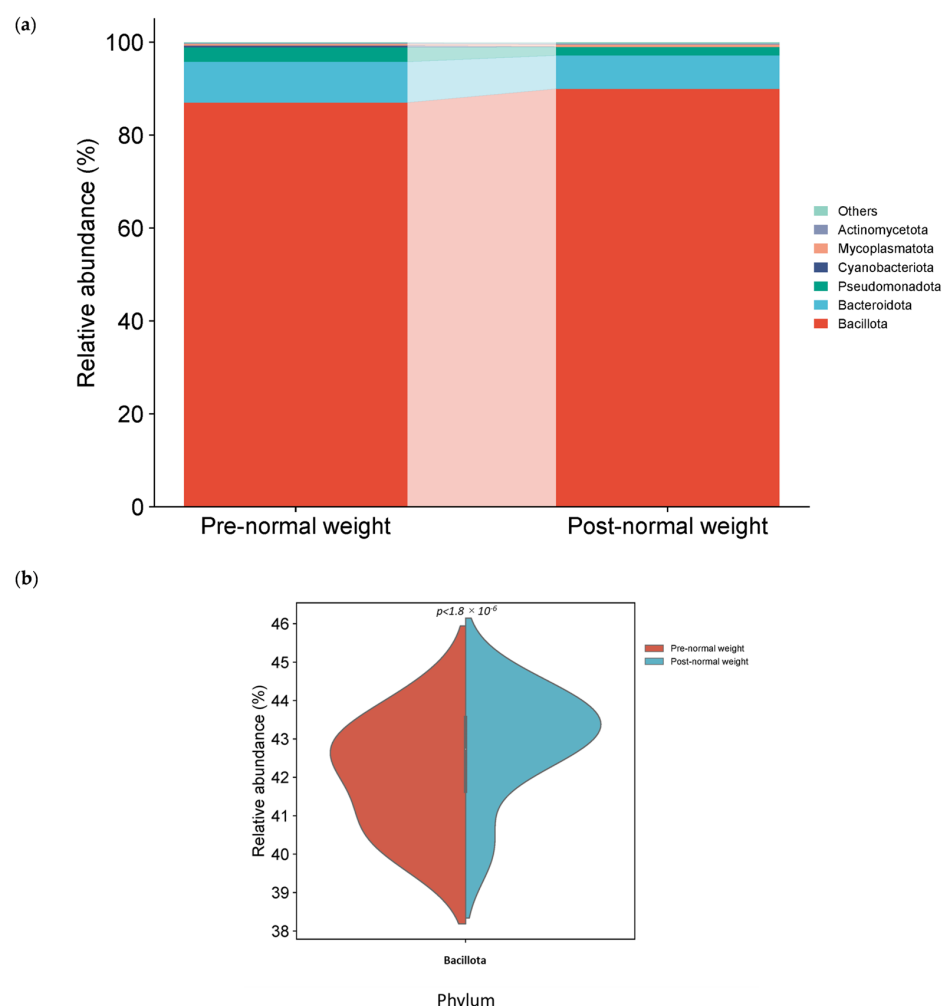 (a)
100
80
60
40
20
0
Relative abundance (%)
Pre-normal weight
Post-normal weight
Others
Actinomycetota
Mycoplasmatota
Cyanobacteriota
Pseudomonadota
Bacteroidota
Bacillota
(b)
p<1.8 × 10⁻⁶
46
45
44
43
42
41
40
39
38
Relative abundance (%)
Pre-normal weight
Post-normal weight
Bacillota
Phylum